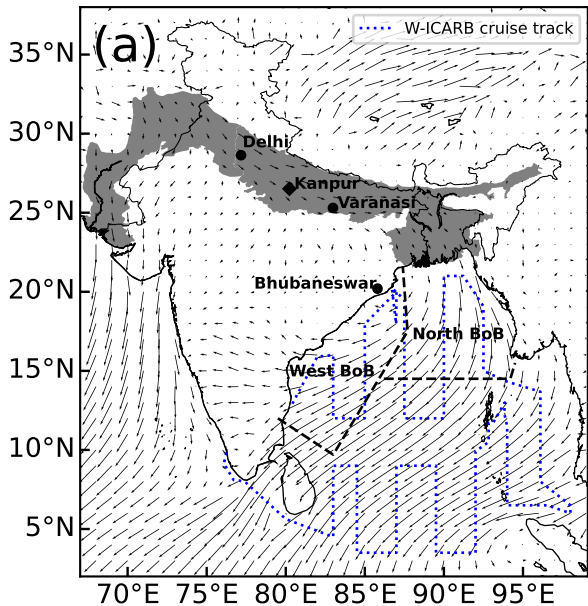 (a)
W-ICARB cruise track
35°N
30°N
Delhi
Kanpur
Varanasi
25°N
Bhubaneswar
20°N
North BoB
West BoB
15°N
10°N
5°N
70°E 75°E 80°E 85°E 90°E 95°E